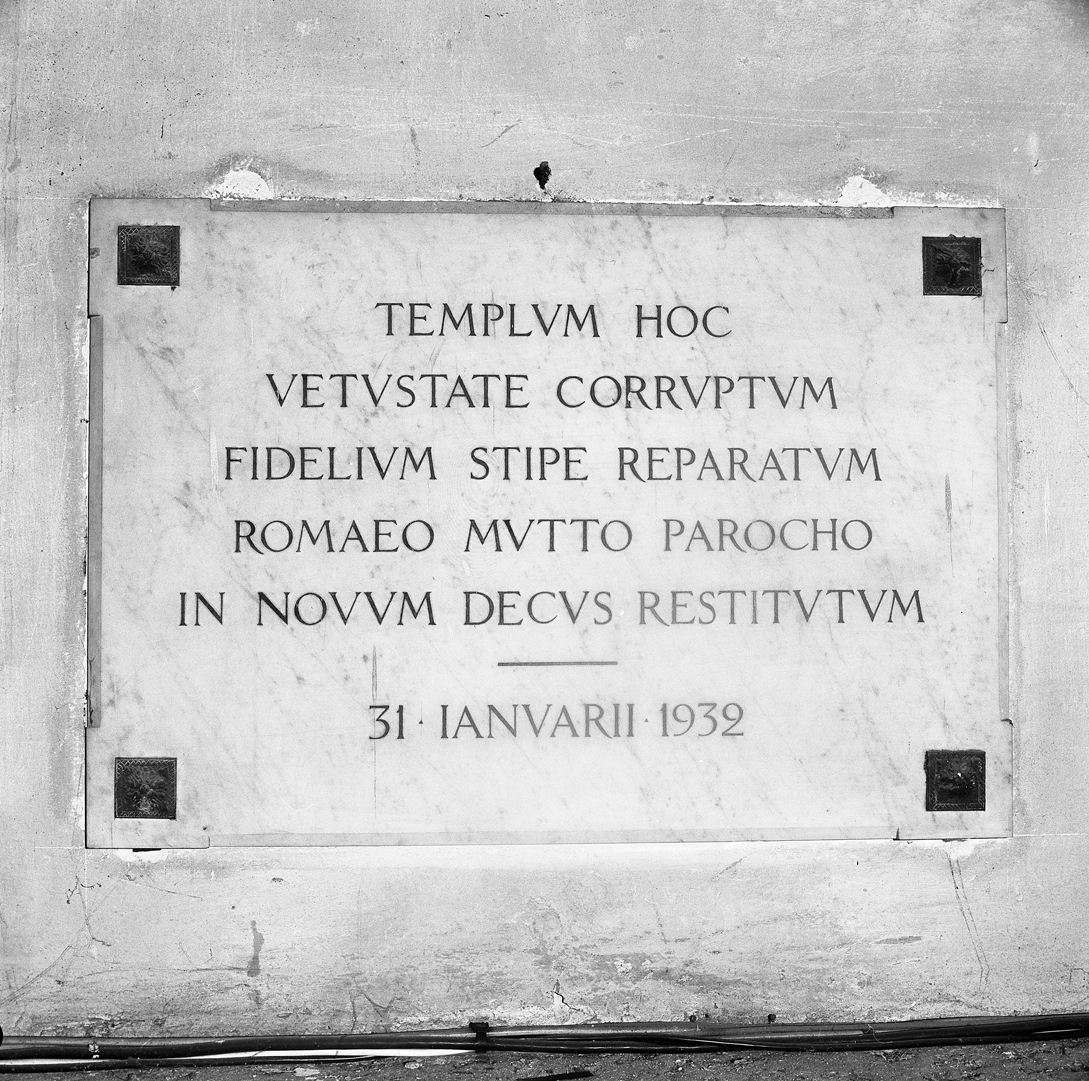 TEMPLVM HOC
VETVSTATE CORRVPTVM
FIDELIVM STIPE REPARATVM
ROMAEO MVTTO PAROCHO
IN NOVVM DECVS RESTITVTVM
31 · IANVARII · 1932